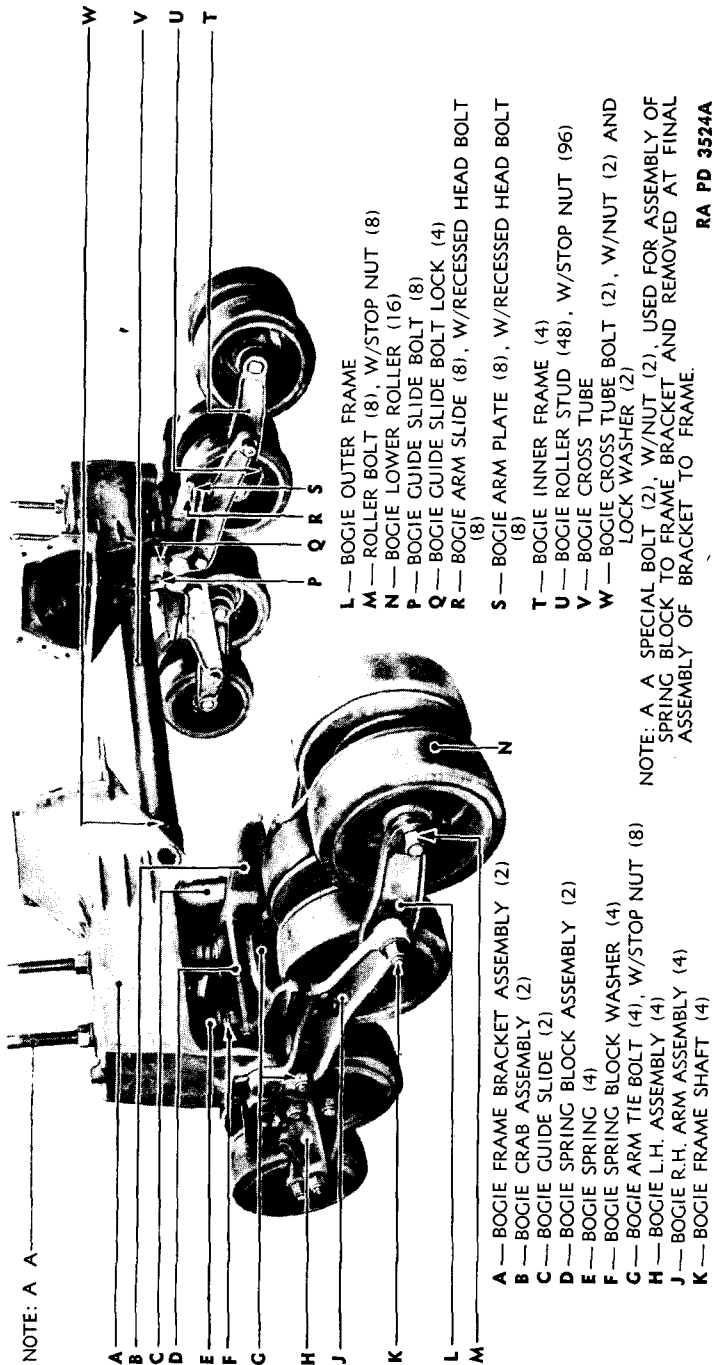 NOTE: A A
A
B
C
D
E
F
G
H
J
K
L
M
N
P
Q
R
S
T
U
V
W
A — BOGIE FRAME BRACKET ASSEMBLY (2)
B — BOGIE CRAB ASSEMBLY (2)
C — BOGIE GUIDE SLIDE (2)
D — BOGIE SPRING BLOCK ASSEMBLY (2)
E — BOGIE SPRING (4)
F — BOGIE SPRING BLOCK WASHER (4)
G — BOGIE ARM TIE BOLT (4), W/STOP NUT (8)
H — BOGIE L.H. ASSEMBLY (4)
J — BOGIE R.H. ARM ASSEMBLY (4)
K — BOGIE FRAME SHAFT (4)
L — BOGIE OUTER FRAME
M — ROLLER BOLT (8), W/STOP NUT (8)
N — BOGIE LOWER ROLLER (16)
P — BOGIE GUIDE SLIDE BOLT (8)
Q — BOGIE GUIDE SLIDE BOLT LOCK (4)
R — BOGIE ARM SLIDE (8), W/RECESSED HEAD BOLT
(8)
S — BOGIE ARM PLATE (8), W/RECESSED HEAD BOLT
(8)
T — BOGIE INNER FRAME (4)
U — BOGIE ROLLER STUD (48), W/STOP NUT (96)
V — BOGIE CROSS TUBE
W — BOGIE CROSS TUBE BOLT (2), W/NUT (2) AND
LOCK WASHER (2)
NOTE: A A SPECIAL BOLT (2), W/NUT (2), USED FOR ASSEMBLY OF
SPRING BLOCK TO FRAME BRACKET AND REMOVED AT FINAL
ASSEMBLY OF BRACKET TO FRAME.
RA PD 3524A